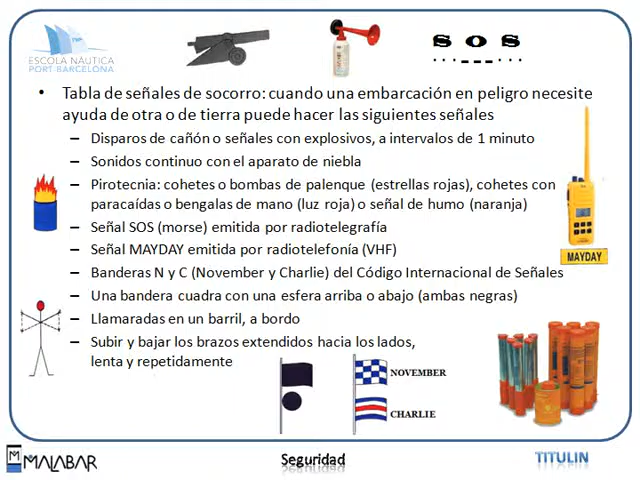 ESCOLA NÀUTICA
PORT BARCELONA
S O S
...---...
• Tabla de señales de socorro: cuando una embarcación en peligro necesite
ayuda de otra o de tierra puede hacer las siguientes señales
– Disparos de cañón o señales con explosivos, a intervalos de 1 minuto
– Sonidos continuo con el aparato de niebla
– Pirotecnia: cohetes o bombas de palenque (estrellas rojas), cohetes con
paracaídas o bengalas de mano (luz roja) o señal de humo (naranja)
– Señal SOS (morse) emitida por radiotelegrafía
– Señal MAYDAY emitida por radiotelefonía (VHF)
MAYDAY
– Banderas N y C (November y Charlie) del Código Internacional de Señales
– Una bandera cuadra con una esfera arriba o abajo (ambas negras)
– Llamaradas en un barril, a bordo
– Subir y bajar los brazos extendidos hacia los lados,
lenta y repetidamente
NOVEMBER
CHARLIE
MALABAR
Seguridad
TITULIN